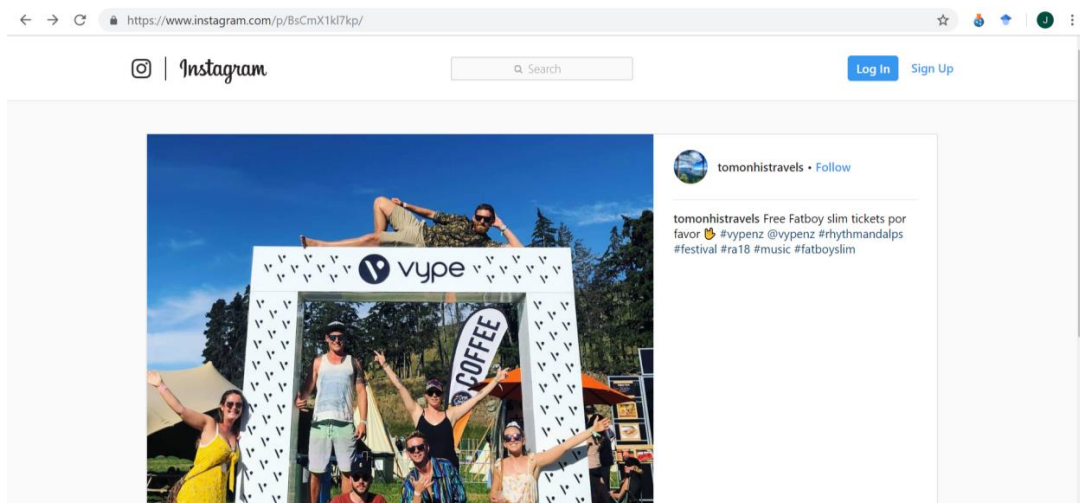 https://www.instagram.com/p/BsCmX1kl7kp/
J
Instagram
Search
Log In
Sign Up
tomonhistravels • Follow
tomonhistravels Free Fatboy slim tickets por
favor 🤟 #vypenz @vypenz #rhythmandalps
#festival #ra18 #music #fatboyslim
vype
COFFEE